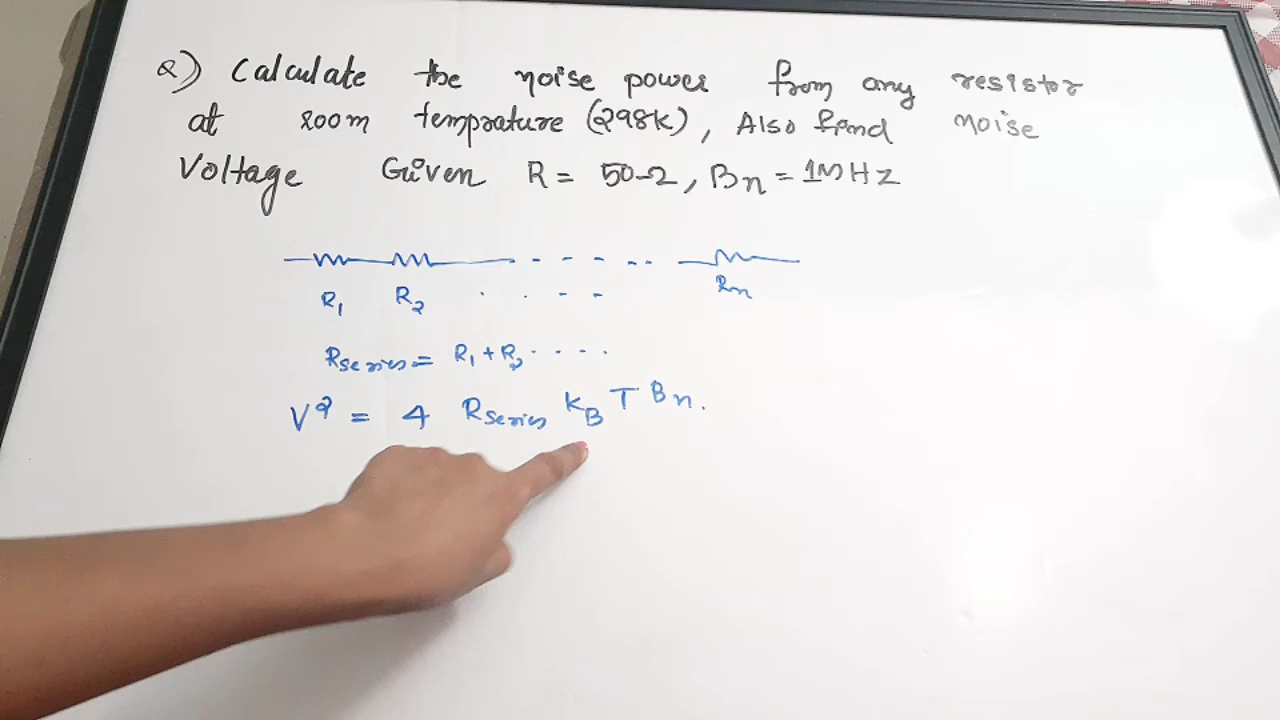 Q) Calculate the noise power from any resistor
at room temprature (298K), Also find noise
Voltage Given R = 50Ω, Bn = 1MHz
R1 R2 . . - - Rn
Rseries = R1 + R2 . - - . .
V² = 4 Rseries KB T Bn.